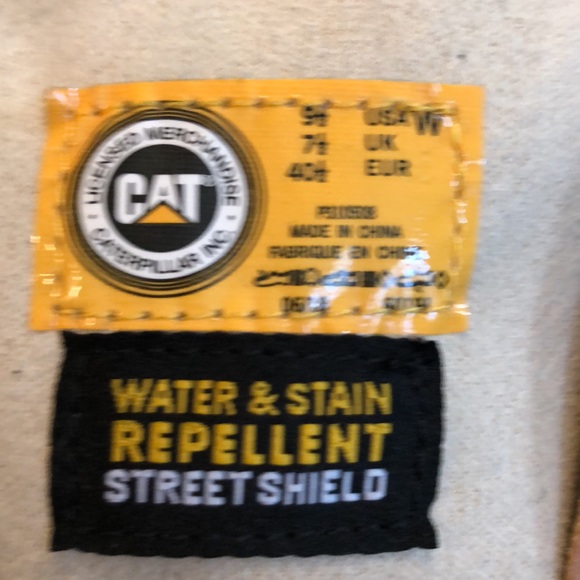 LICENSED MERCHANDISE
CAT
CATERPILLAR INC
9½ USA W
7½ UK
40½ EUR
MADE IN CHINA
FABRIQUE EN CHINE
WATER & STAIN
REPELLENT
STREET SHIELD